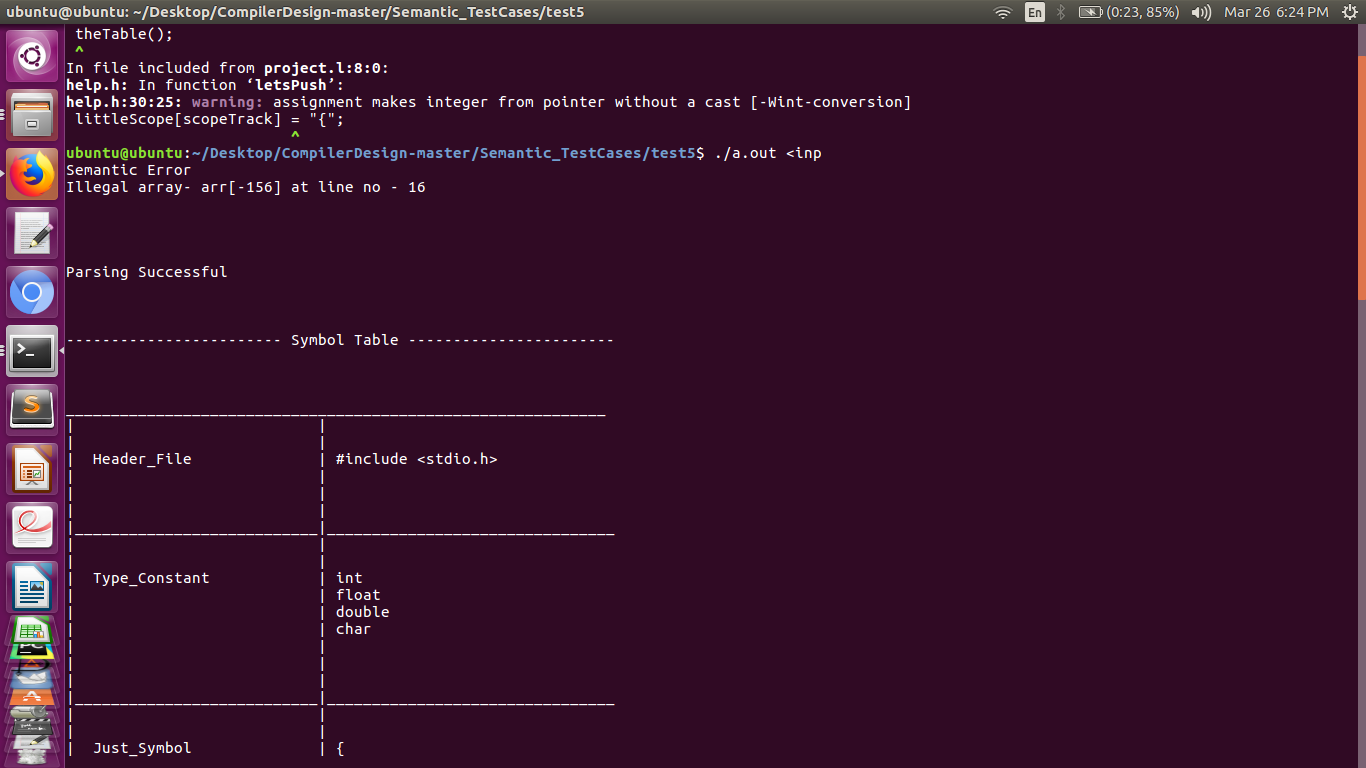 ubuntu@ubuntu: ~/Desktop/CompilerDesign-master/Semantic_TestCases/test5
En
(0:23, 85%)
Mar 26 6:24 PM
theTable();
^
In file included from project.l:8:0:
help.h: In function ‘letsPush’:
help.h:30:25: warning: assignment makes integer from pointer without a cast [-Wint-conversion]
littleScope[scopeTrack] = "{";
^
ubuntu@ubuntu:~/Desktop/CompilerDesign-master/Semantic_TestCases/test5$ ./a.out <inp
Semantic Error
Illegal array- arr[-156] at line no - 16
Parsing Successful
------------------------ Symbol Table ------------------------
| Header_File | #include <stdio.h>
| Type_Constant | int
| float
| double
| char
| Just_Symbol | {